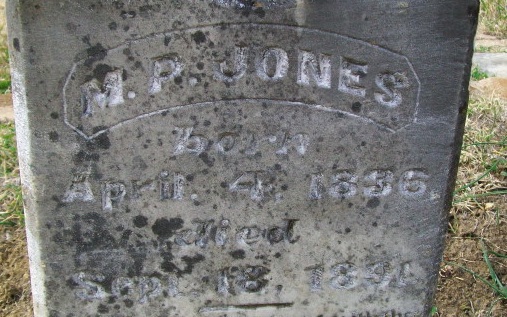 M. P. JONES
born
April. 4, 1836,
died
Sept 18, 1891